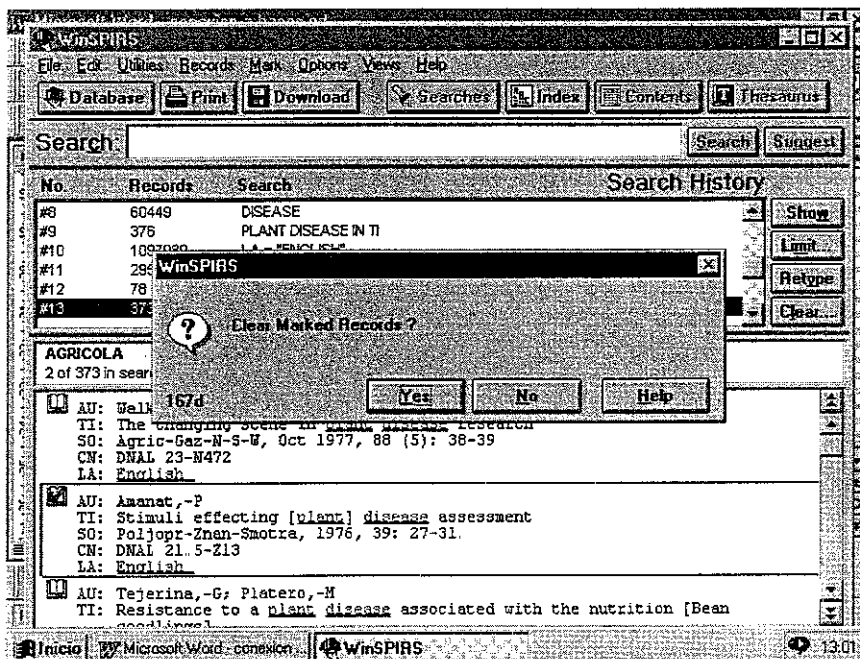 WinSPIRS
File Edit Utilities Records Mark Options Views Help
Database Print Download Searches Index Contents Thesaurus
Search: Search Suggest
No. Records Search Search History
#8 60449 DISEASE Show
#9 376 PLANT DISEASE IN TI
#10 LA = "ENGLISH" Limit...
#11 Retype
#12 78
#13 Clear...
WinSPIRS
Clear Marked Records ?
167d Yes No Help
AGRICOLA
2 of 373 in
AU:
TI: The changing scene in plant disease research
SO: Agric-Gaz-N-S-W, Oct 1977, 88 (5): 38-39
CN: DNAL 23-N472
LA: English
AU: Amanat,-P
TI: Stimuli effecting [plant] disease assessment
SO: Poljopr-Znan-Smotra, 1976, 39: 27-31.
CN: DNAL 21.5-Z13
LA: English
AU: Tejerina,-G; Platero,-M
TI: Resistance to a plant disease associated with the nutrition [Bean
Inicio Microsoft Word - conexion... WinSPIRS 13:01